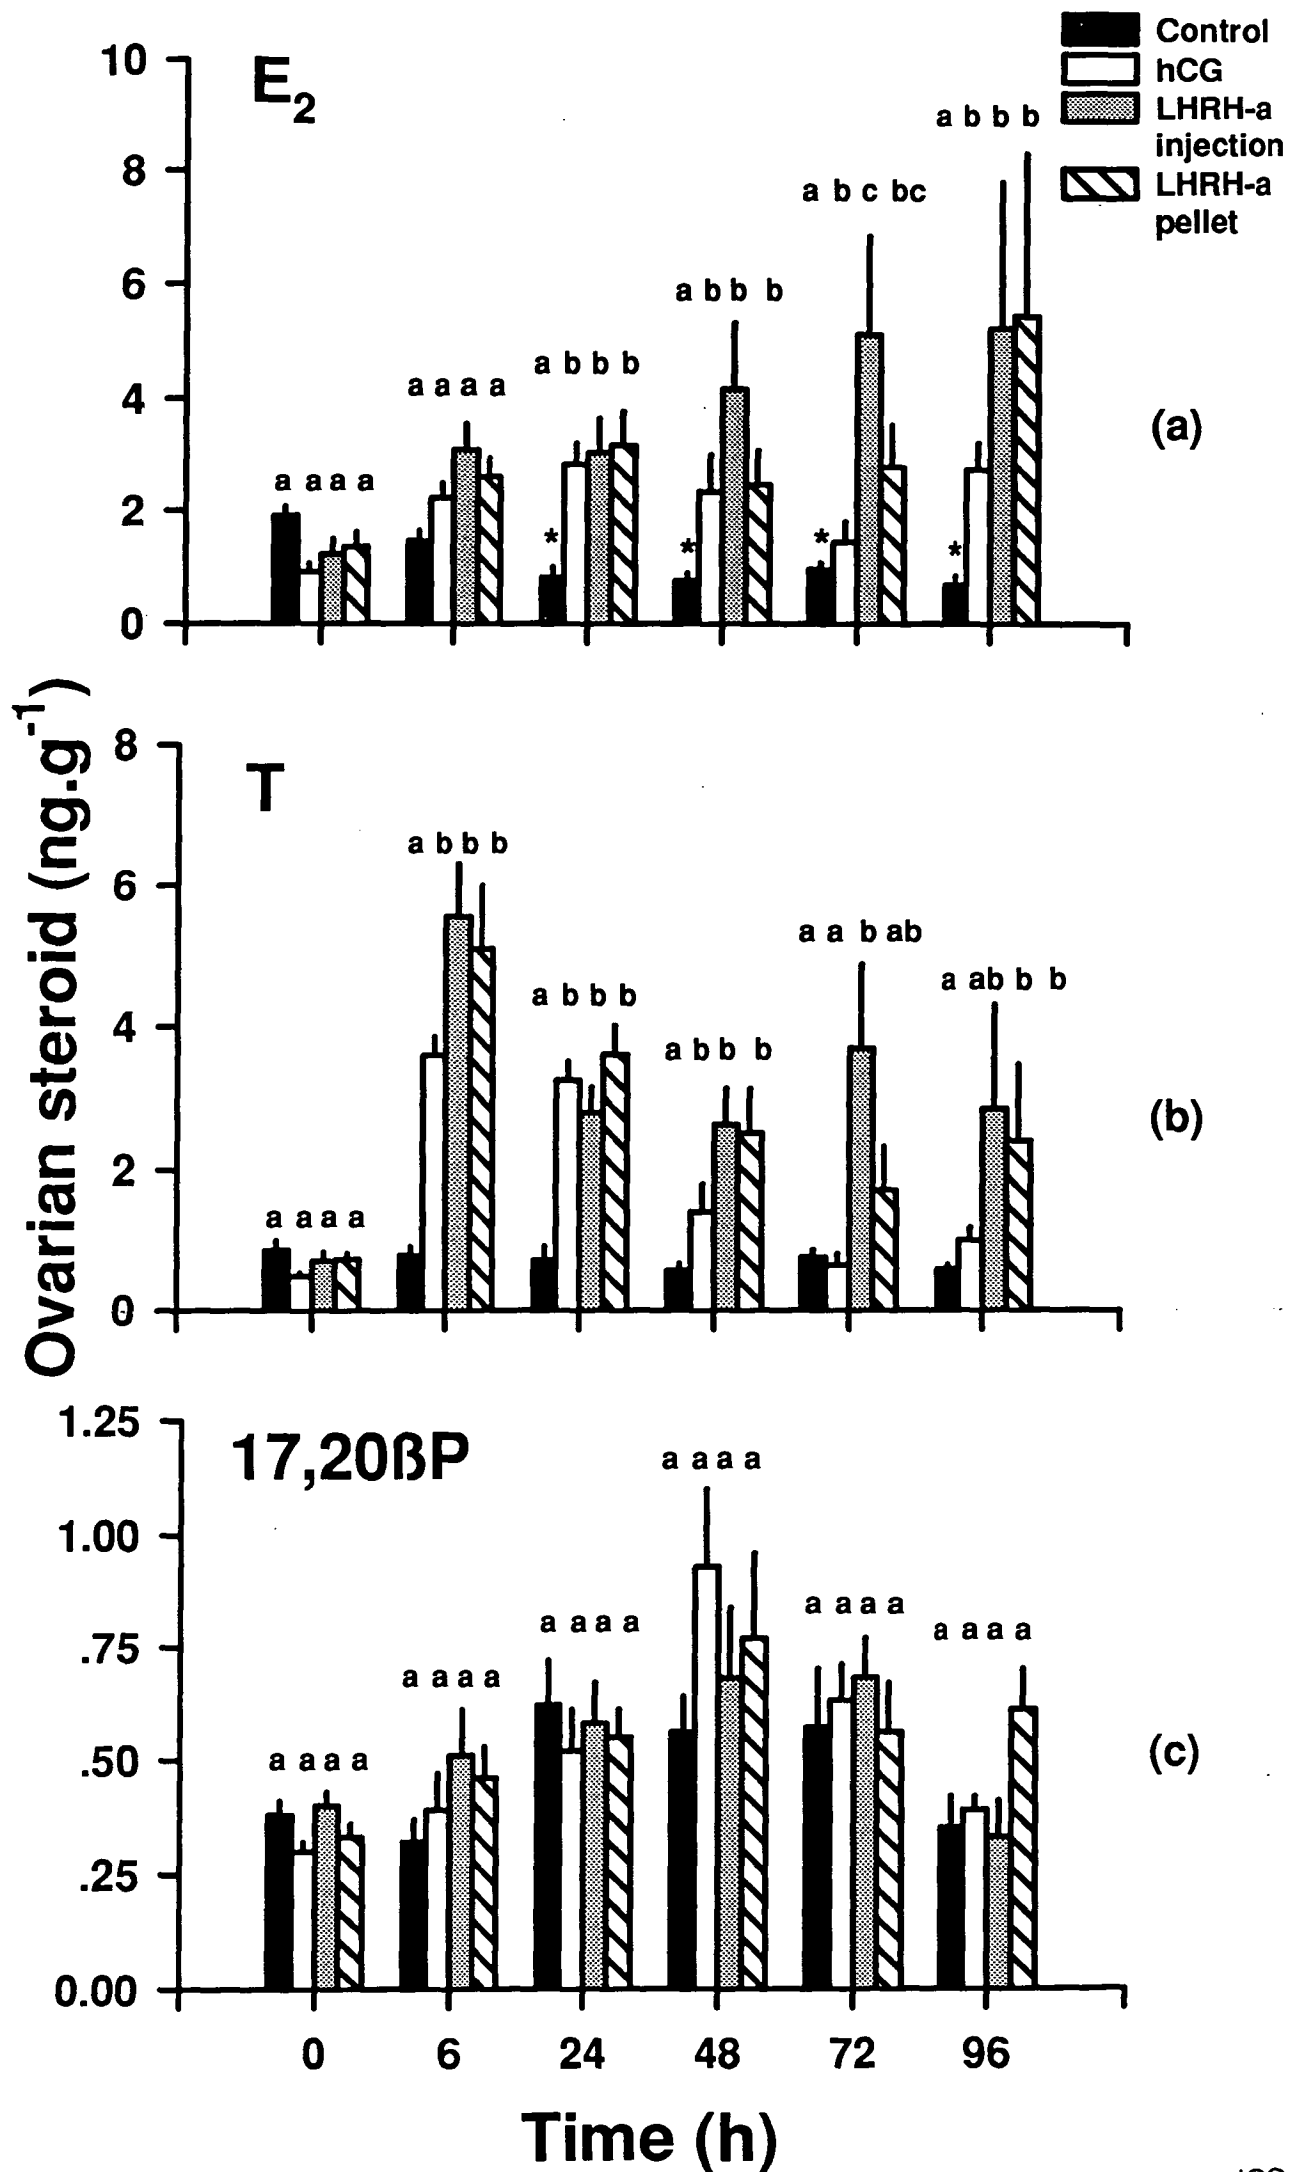 Control
hCG
LHRH-a
injection
LHRH-a
pellet
E2
10
8
6
4
2
0
a a a a
a a a a
a b b b
a b b b
a b c bc
a b b b
*
*
*
*
(a)
Ovarian steroid (ng.g-1)
T
8
6
4
2
0
a a a a
a b b b
a b b b
a b b b
a a b ab
a ab b b
(b)
17,20ßP
1.25
1.00
.75
.50
.25
0.00
a a a a
a a a a
a a a a
a a a a
a a a a
a a a a
(c)
0 6 24 48 72 96
Time (h)